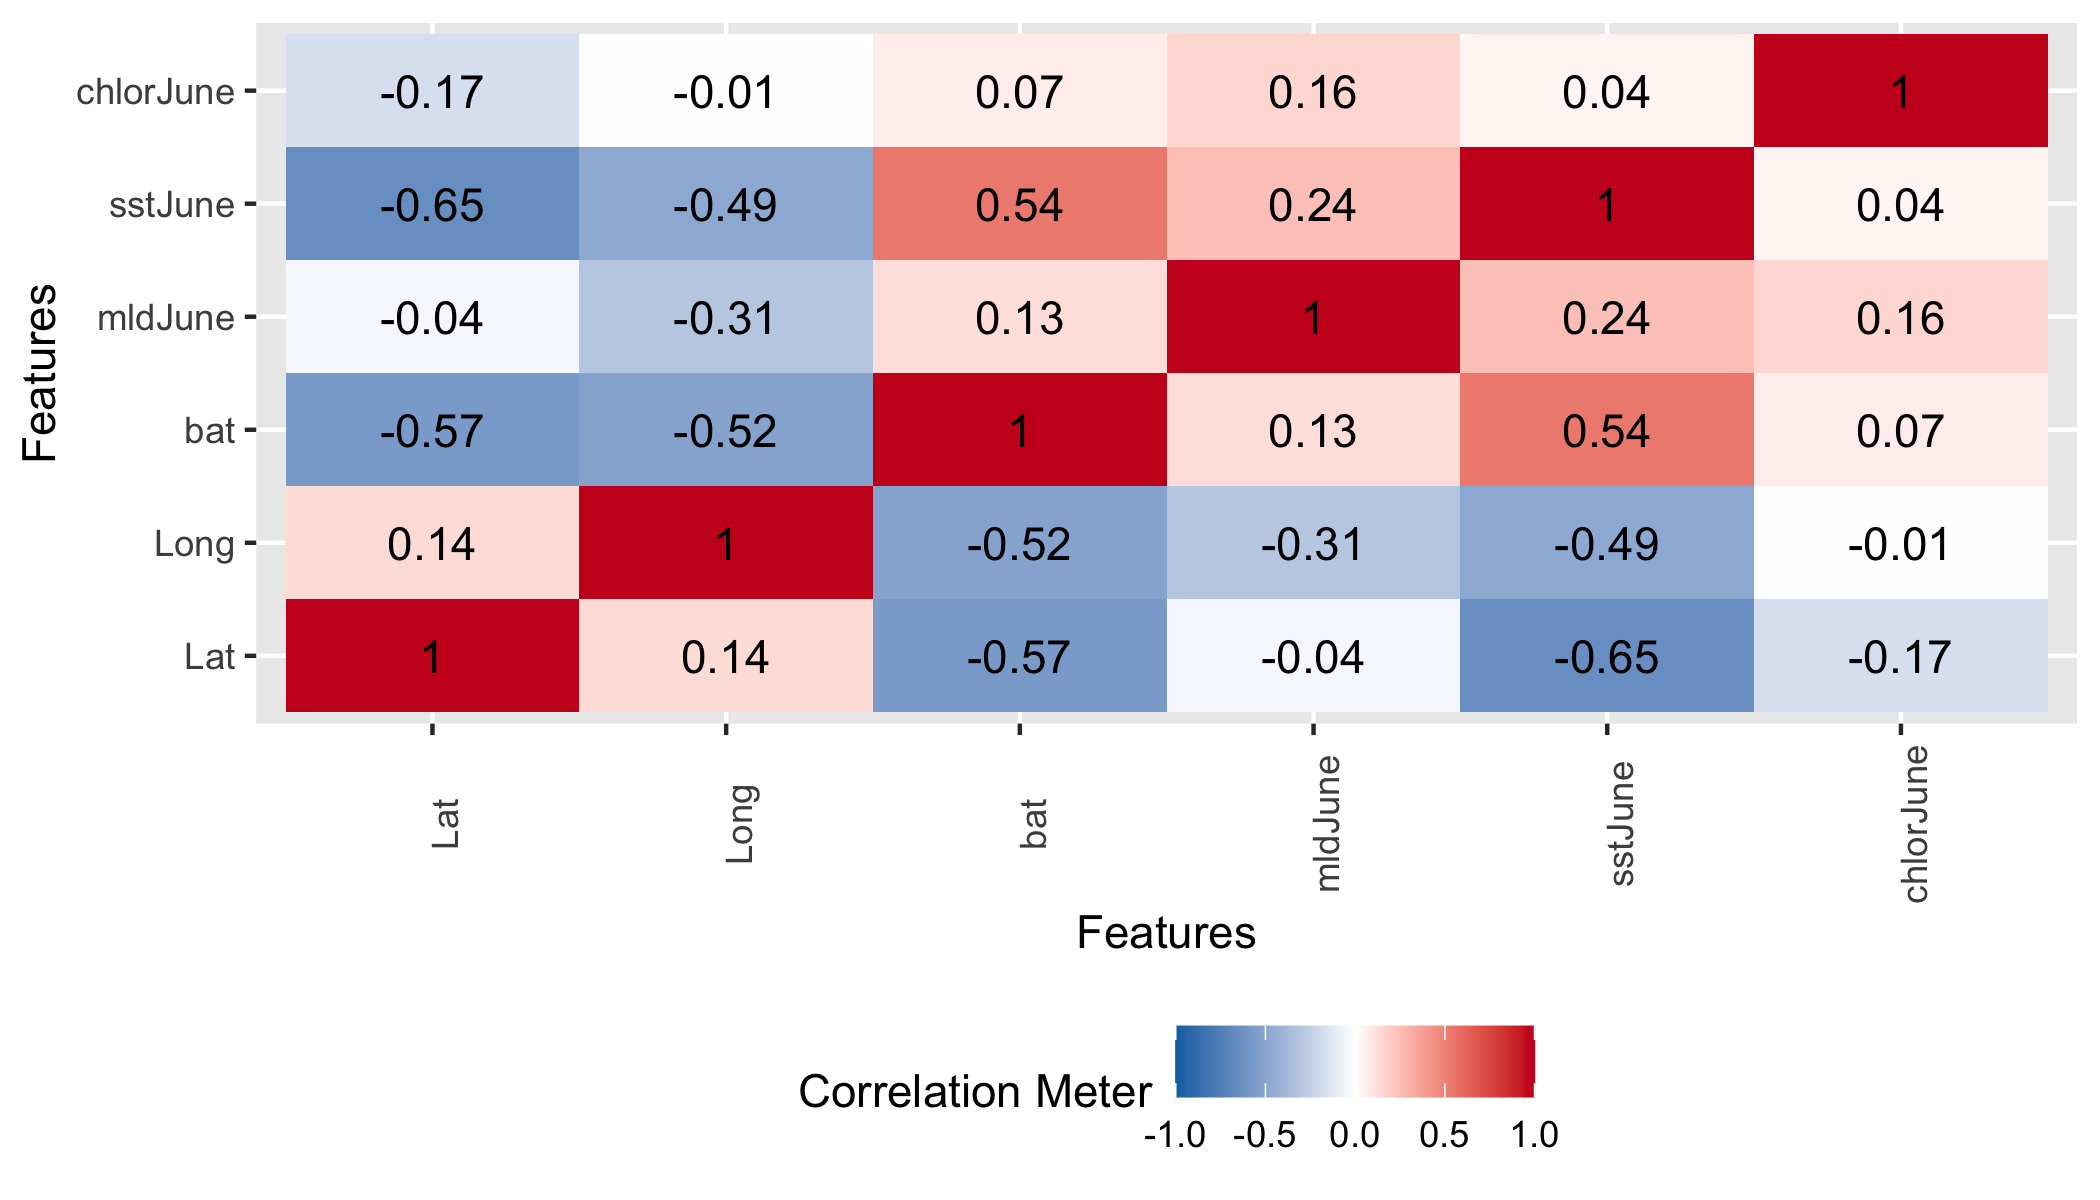 Features
chlorJune -0.17 -0.01 0.07 0.16 0.04 1
sstJune -0.65 -0.49 0.54 0.24 1 0.04
mldJune -0.04 -0.31 0.13 1 0.24 0.16
bat -0.57 -0.52 1 0.13 0.54 0.07
Long 0.14 1 -0.52 -0.31 -0.49 -0.01
Lat 1 0.14 -0.57 -0.04 -0.65 -0.17
Lat Long bat mldJune sstJune chlorJune
Features
Correlation Meter
-1.0 -0.5 0.0 0.5 1.0